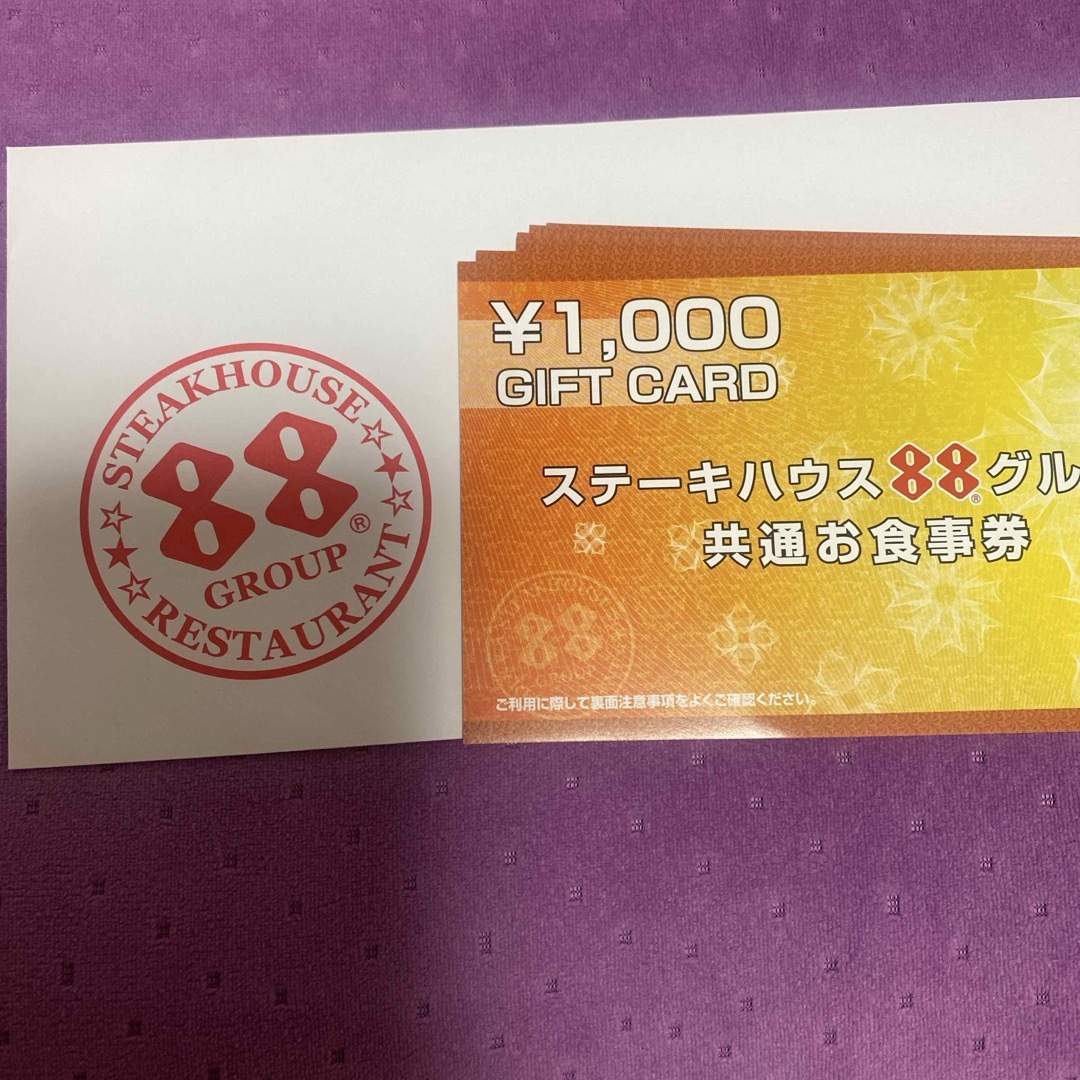 STEAKHOUSE
88®
GROUP
RESTAURANT
¥1,000
GIFT CARD
ステーキハウス88®グル
共通お食事券
88
ご利用に際して裏面注意事項をよくご確認ください。